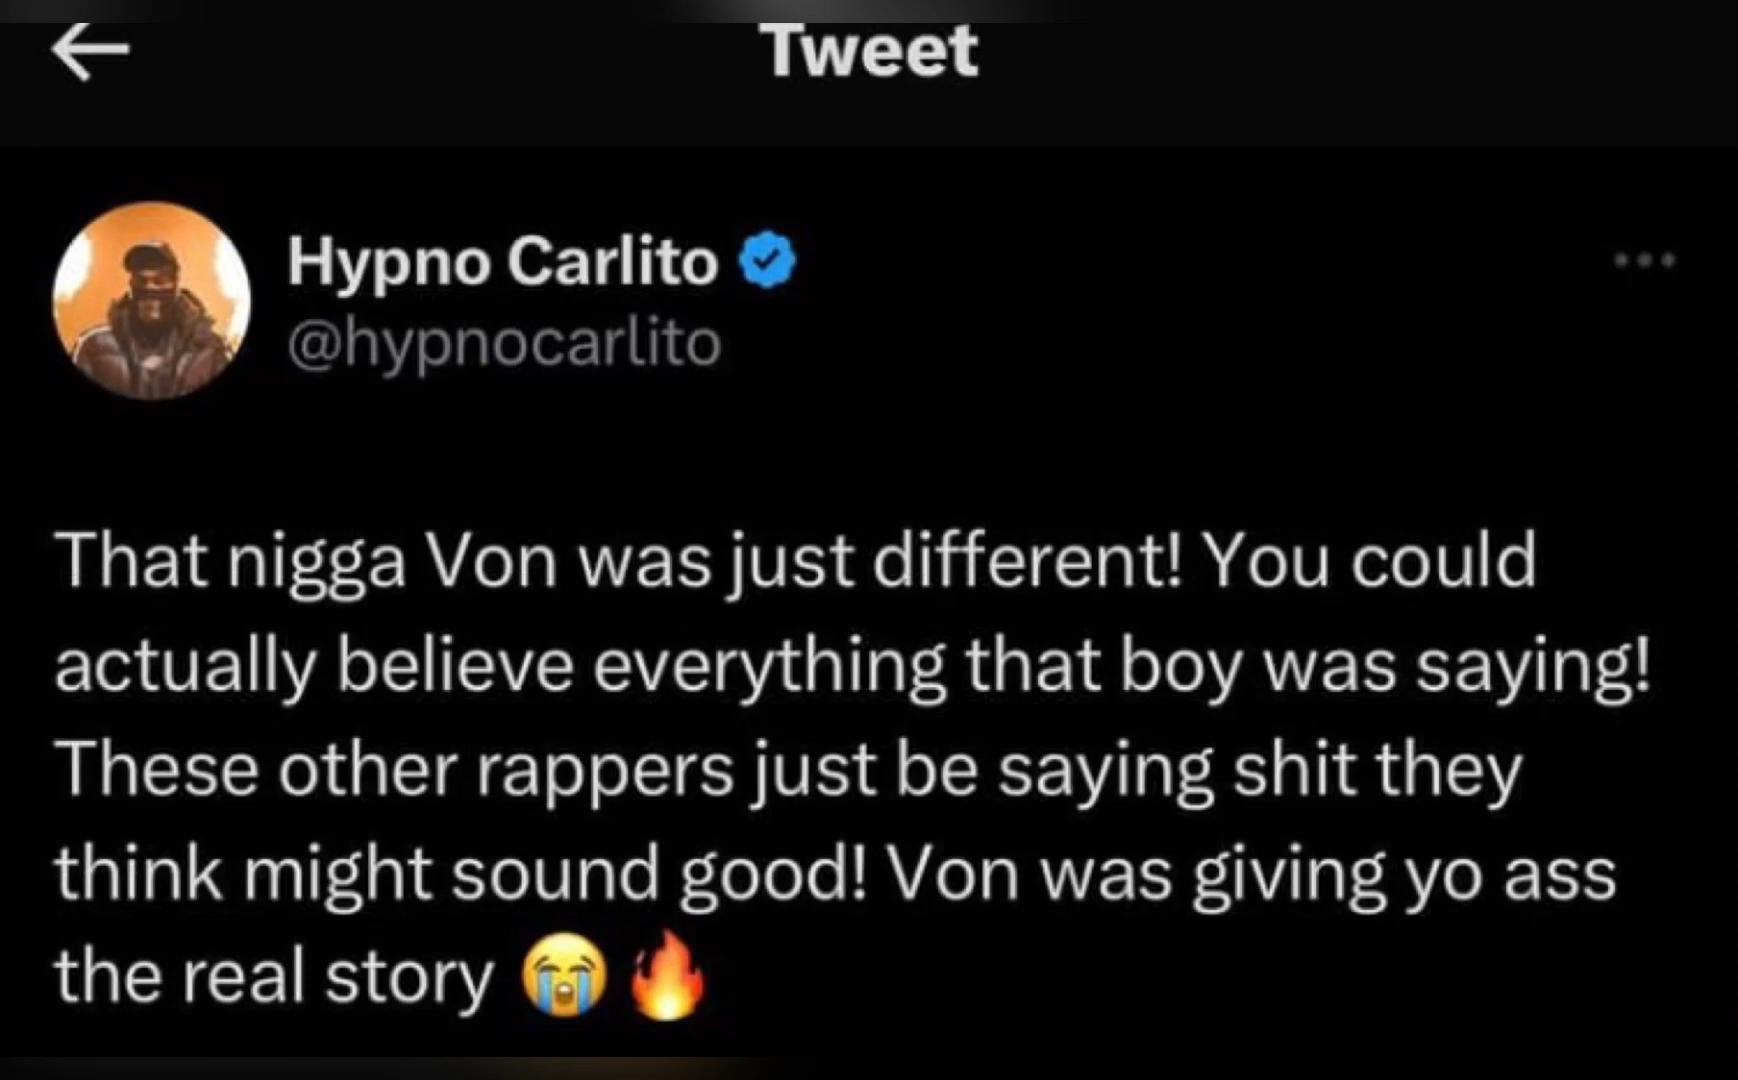 Tweet
Hypno Carlito
@hypnocarlito
That nigga Von was just different! You could
actually believe everything that boy was saying!
These other rappers just be saying shit they
think might sound good! Von was giving yo ass
the real story 😭🔥